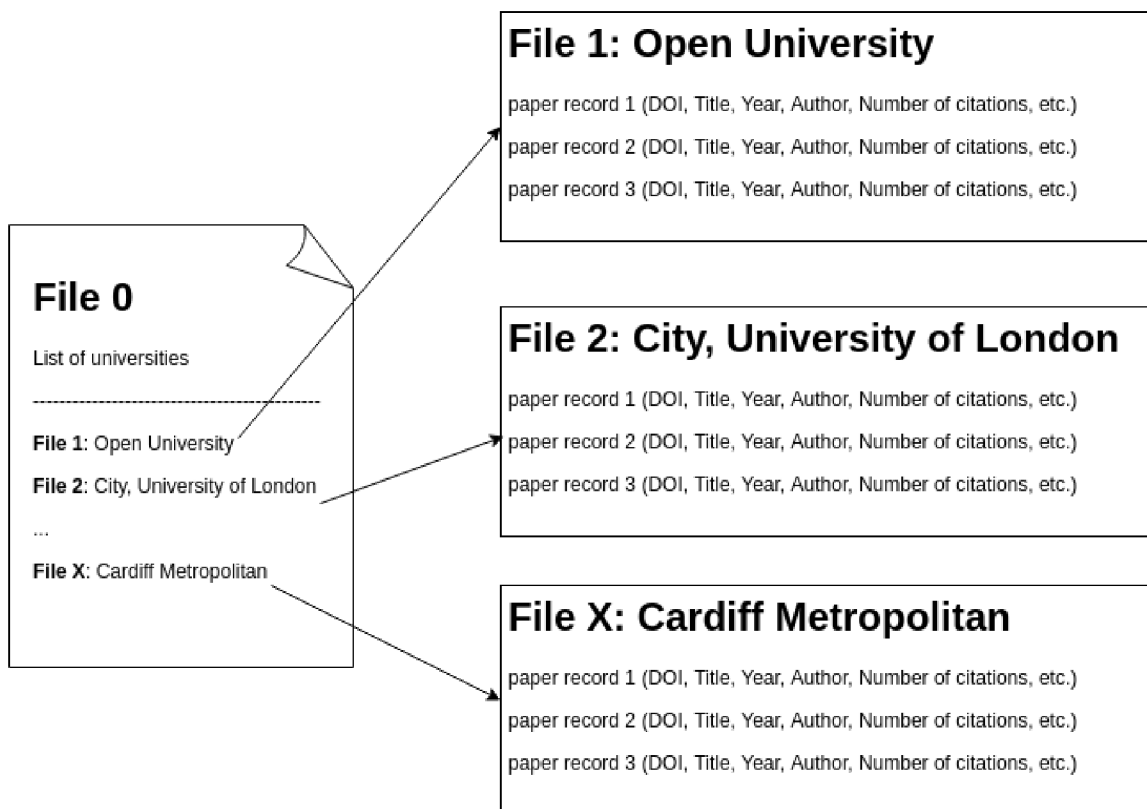 File 0
List of universities
------------------------------------------
File 1: Open University
File 2: City, University of London
...
File X: Cardiff Metropolitan
File 1: Open University
paper record 1 (DOI, Title, Year, Author, Number of citations, etc.)
paper record 2 (DOI, Title, Year, Author, Number of citations, etc.)
paper record 3 (DOI, Title, Year, Author, Number of citations, etc.)
File 2: City, University of London
paper record 1 (DOI, Title, Year, Author, Number of citations, etc.)
paper record 2 (DOI, Title, Year, Author, Number of citations, etc.)
paper record 3 (DOI, Title, Year, Author, Number of citations, etc.)
File X: Cardiff Metropolitan
paper record 1 (DOI, Title, Year, Author, Number of citations, etc.)
paper record 2 (DOI, Title, Year, Author, Number of citations, etc.)
paper record 3 (DOI, Title, Year, Author, Number of citations, etc.)